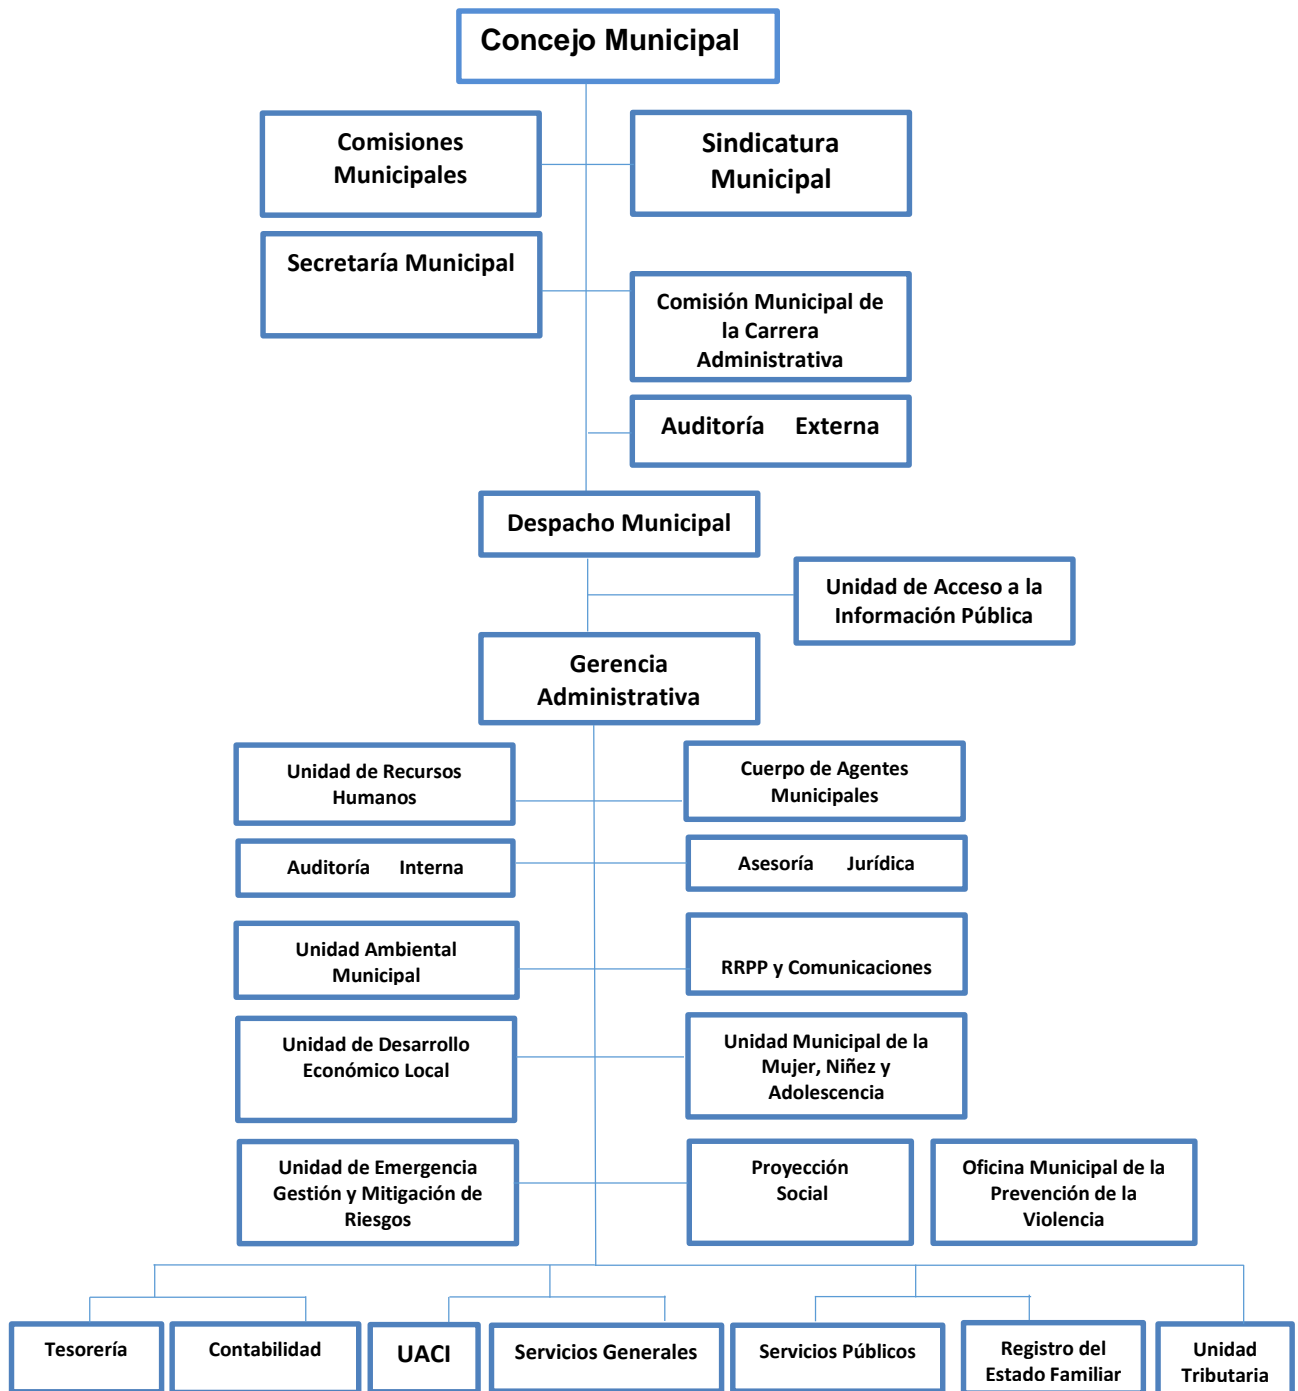 Concejo Municipal
Comisiones
Municipales
Sindicatura
Municipal
Secretaría Municipal
Comisión Municipal de
la Carrera
Administrativa
Auditoría Externa
Despacho Municipal
Unidad de Acceso a la
Información Pública
Gerencia
Administrativa
Unidad de Recursos
Humanos
Cuerpo de Agentes
Municipales
Auditoría Interna
Asesoría Jurídica
Unidad Ambiental
Municipal
RRPP y Comunicaciones
Unidad de Desarrollo
Económico Local
Unidad Municipal de la
Mujer, Niñez y
Adolescencia
Unidad de Emergencia
Gestión y Mitigación de
Riesgos
Proyección
Social
Oficina Municipal de la
Prevención de la
Violencia
Tesorería
Contabilidad
UACI
Servicios Generales
Servicios Públicos
Registro del
Estado Familiar
Unidad
Tributaria